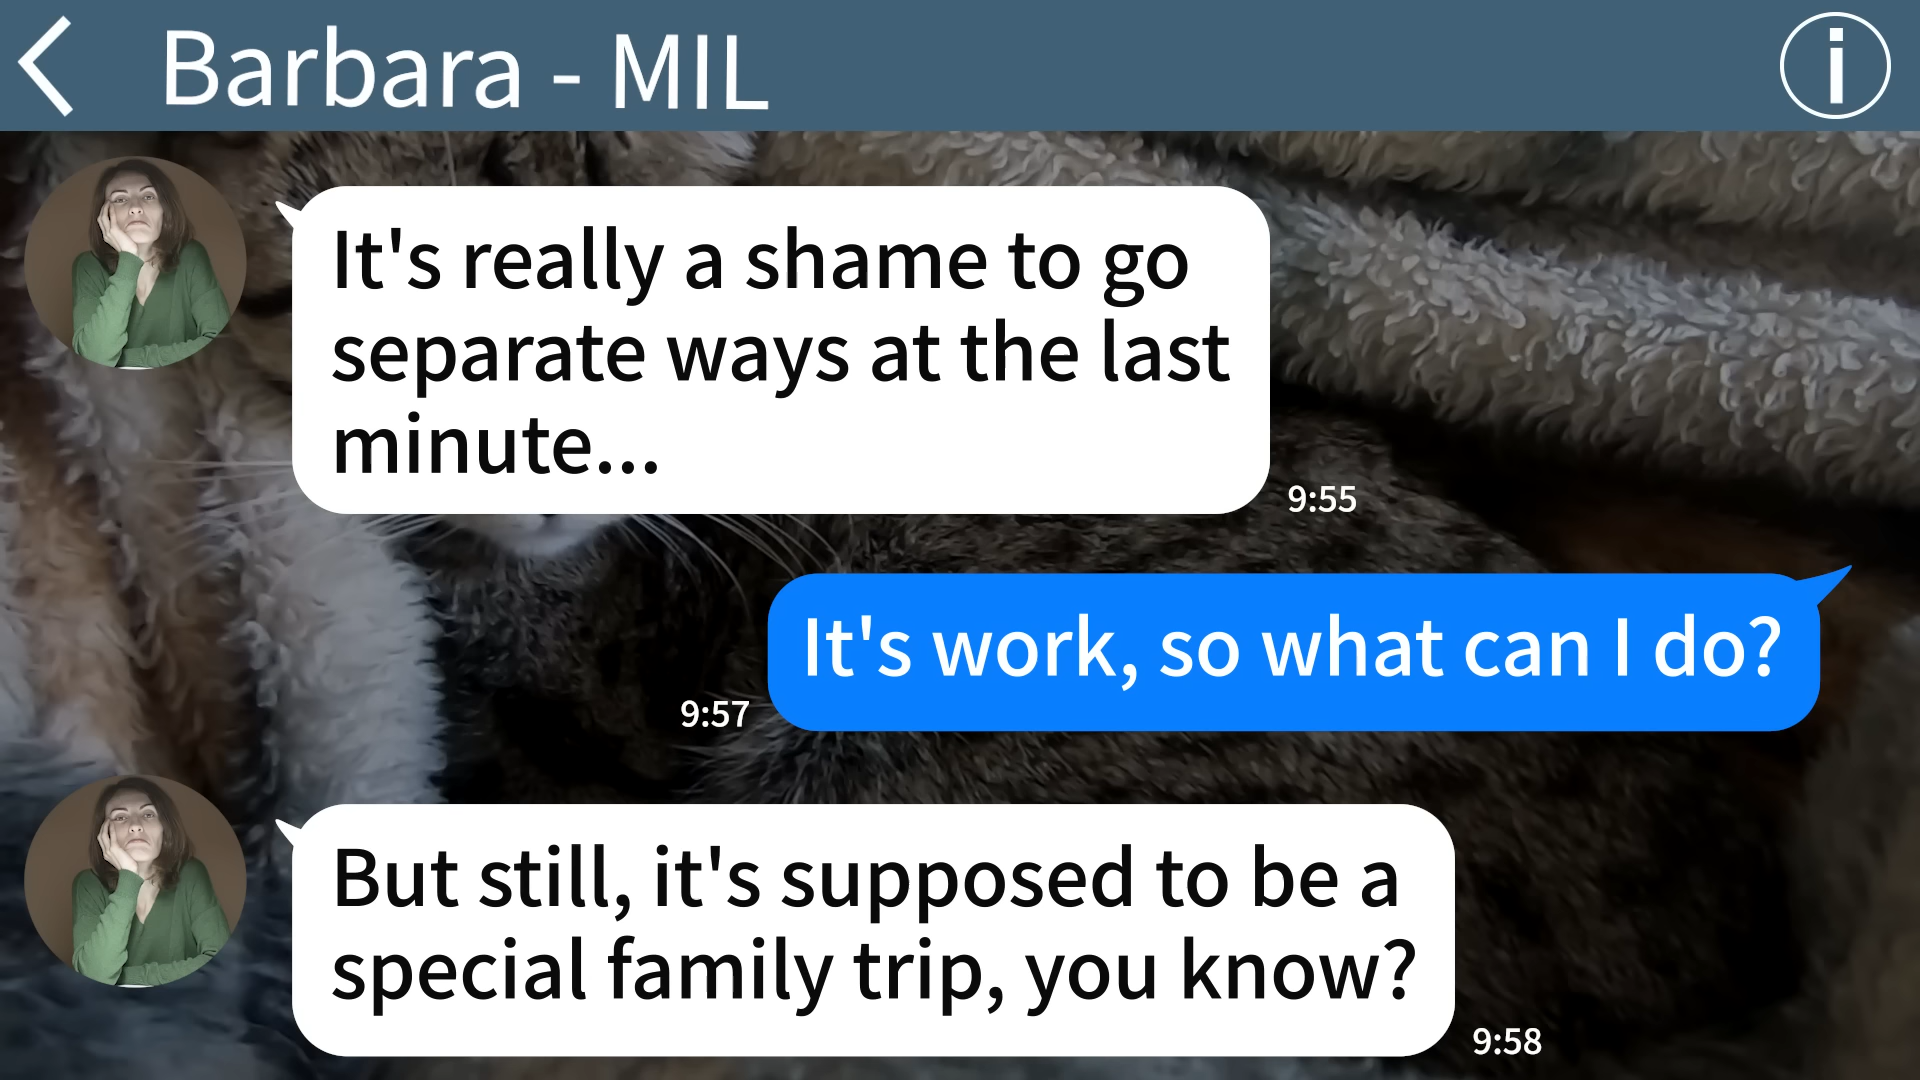 Barbara - MIL
It's really a shame to go
separate ways at the last
minute...
9:55
It's work, so what can I do?
9:57
But still, it's supposed to be a
special family trip, you know?
9:58